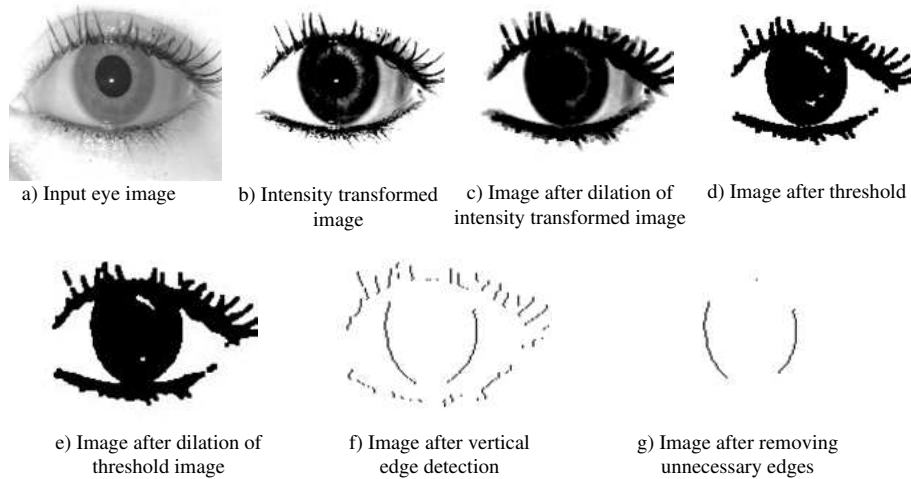 a) Input eye image
b) Intensity transformed
image
c) Image after dilation of
intensity transformed image
d) Image after threshold
e) Image after dilation of
threshold image
f) Image after vertical
edge detection
g) Image after removing
unnecessary edges